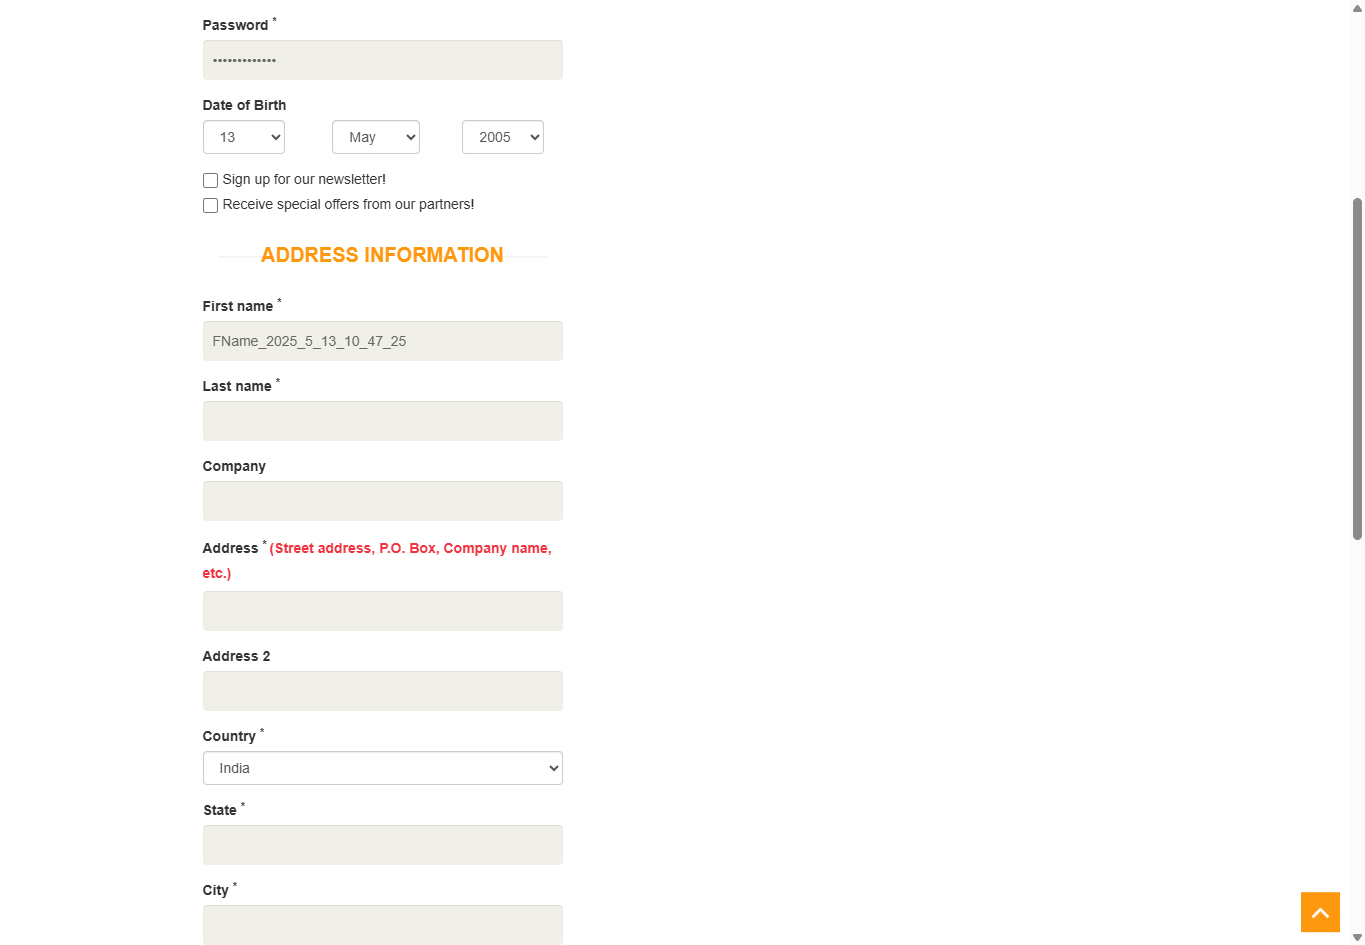 Password *
•••••••••••••
Date of Birth
13 May 2005
Sign up for our newsletter!
Receive special offers from our partners!
ADDRESS INFORMATION
First name *
FName_2025_5_13_10_47_25
Last name *
Company
Address * (Street address, P.O. Box, Company name,
etc.)
Address 2
Country *
India
State *
City *